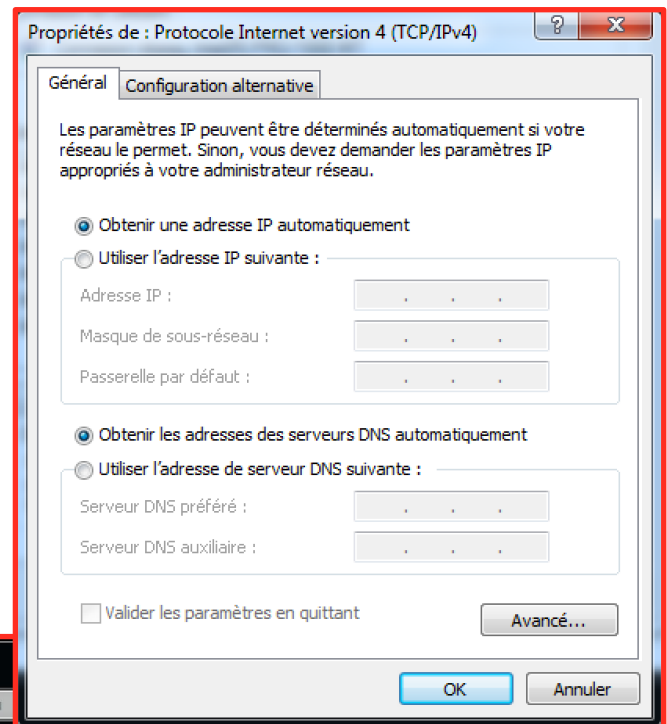 Propriétés de : Protocole Internet version 4 (TCP/IPv4)
?
X
Général
Configuration alternative
Les paramètres IP peuvent être déterminés automatiquement si votre
réseau le permet. Sinon, vous devez demander les paramètres IP
appropriés à votre administrateur réseau.
Obtenir une adresse IP automatiquement
Utiliser l'adresse IP suivante :
Adresse IP :
. . .
Masque de sous-réseau :
. . .
Passerelle par défaut :
. . .
Obtenir les adresses des serveurs DNS automatiquement
Utiliser l'adresse de serveur DNS suivante :
Serveur DNS préféré :
. . .
Serveur DNS auxiliaire :
. . .
Valider les paramètres en quittant
Avancé...
OK
Annuler